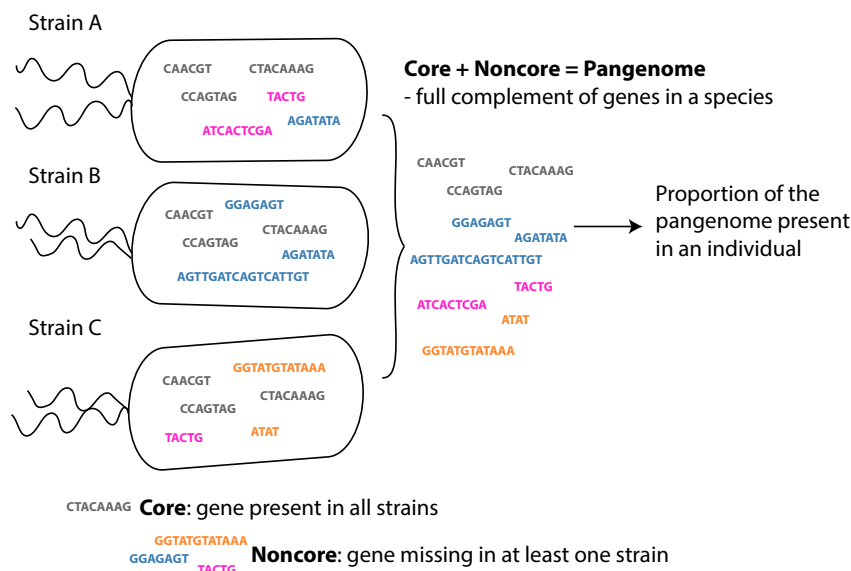 Strain A
CAACGT
CTACAAAG
CCAGTAG
TACTG
AGATATA
ATCACTCGA
Strain B
GGAGAGT
CAACGT
CTACAAAG
CCAGTAG
AGATATA
AGTTGATCAGTCATTGT
Strain C
GGTATGTATAAA
CAACGT
CTACAAAG
CCAGTAG
ATAT
TACTG
Core + Noncore = Pangenome
- full complement of genes in a species
CAACGT
CTACAAAG
CCAGTAG
GGAGAGT
AGATATA
AGTTGATCAGTCATTGT
TACTG
ATCACTCGA
ATAT
GGTATGTATAAA
Proportion of the
pangenome present
in an individual
CTACAAAG Core: gene present in all strains
GGTATGTATAAA
GGAGAGT
TACTG
Noncore: gene missing in at least one strain